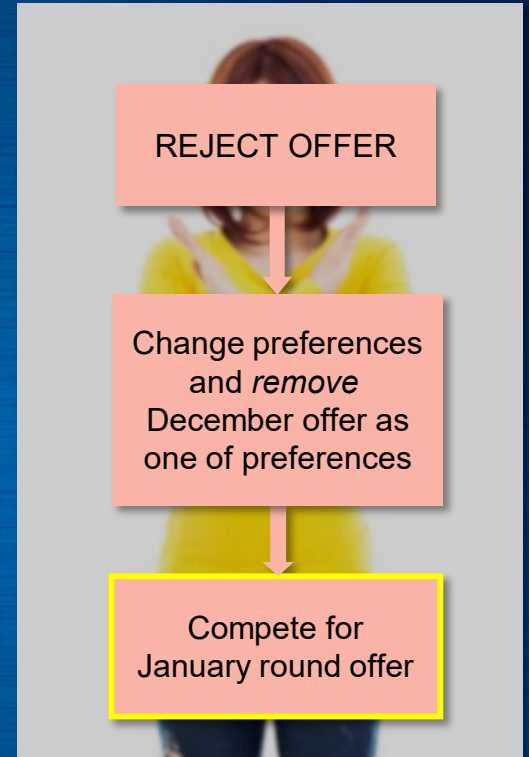 REJECT OFFER
Change preferences
and remove
December offer as
one of preferences
Compete for
January round offer